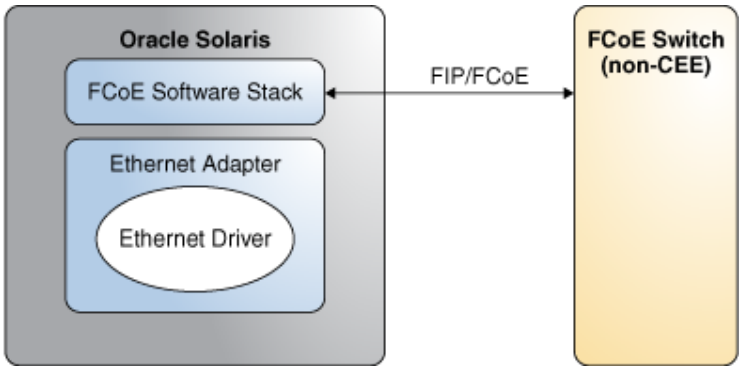 Oracle Solaris
FCoE Software Stack
Ethernet Adapter
Ethernet Driver
FIP/FCoE
FCoE Switch
(non-CEE)